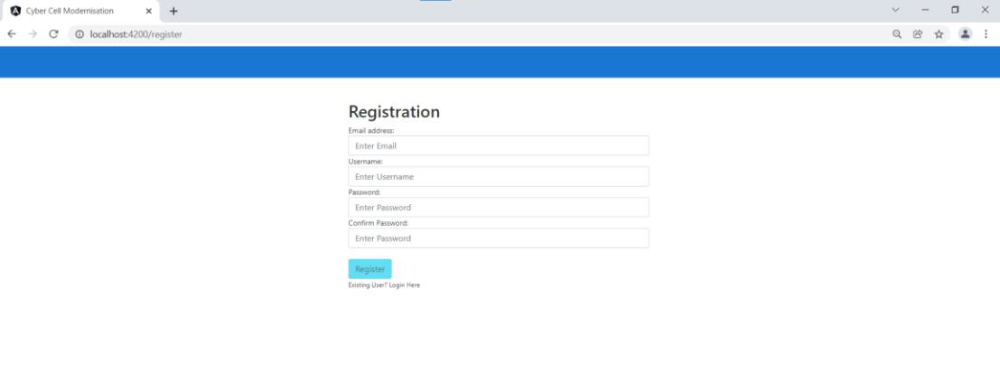 Cyber Cell Modernisation
localhost:4200/register
Registration
Email address:
Enter Email
Username:
Enter Username
Password:
Enter Password
Confirm Password:
Enter Password
Register
Existing User? Login Here